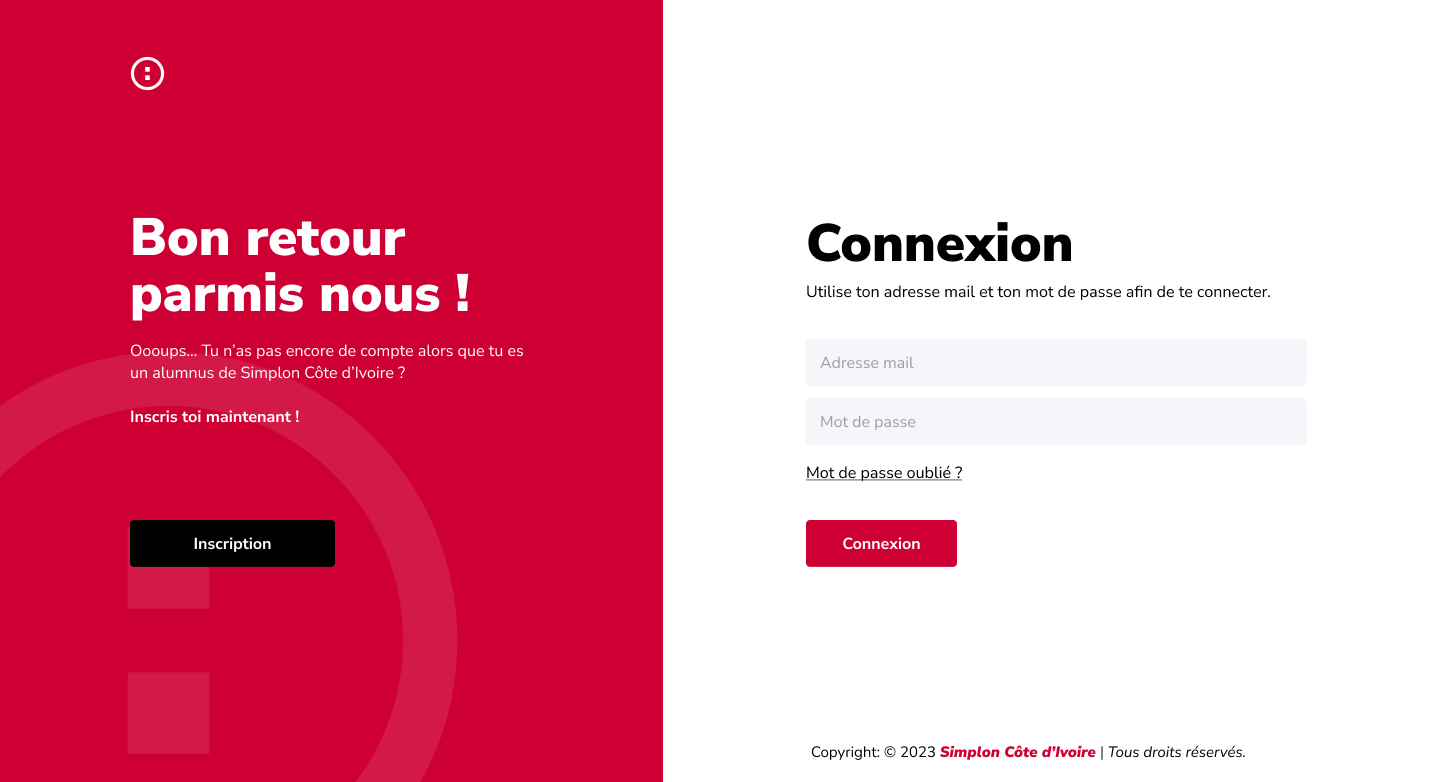 Bon retour
parmis nous !
Oooups... Tu n’as pas encore de compte alors que tu es
un alumnus de Simplon Côte d’Ivoire ?
Inscris toi maintenant !
Inscription
Connexion
Utilise ton adresse mail et ton mot de passe afin de te connecter.
Adresse mail
Mot de passe
Mot de passe oublié ?
Connexion
Copyright: © 2023 Simplon Côte d’Ivoire | Tous droits réservés.